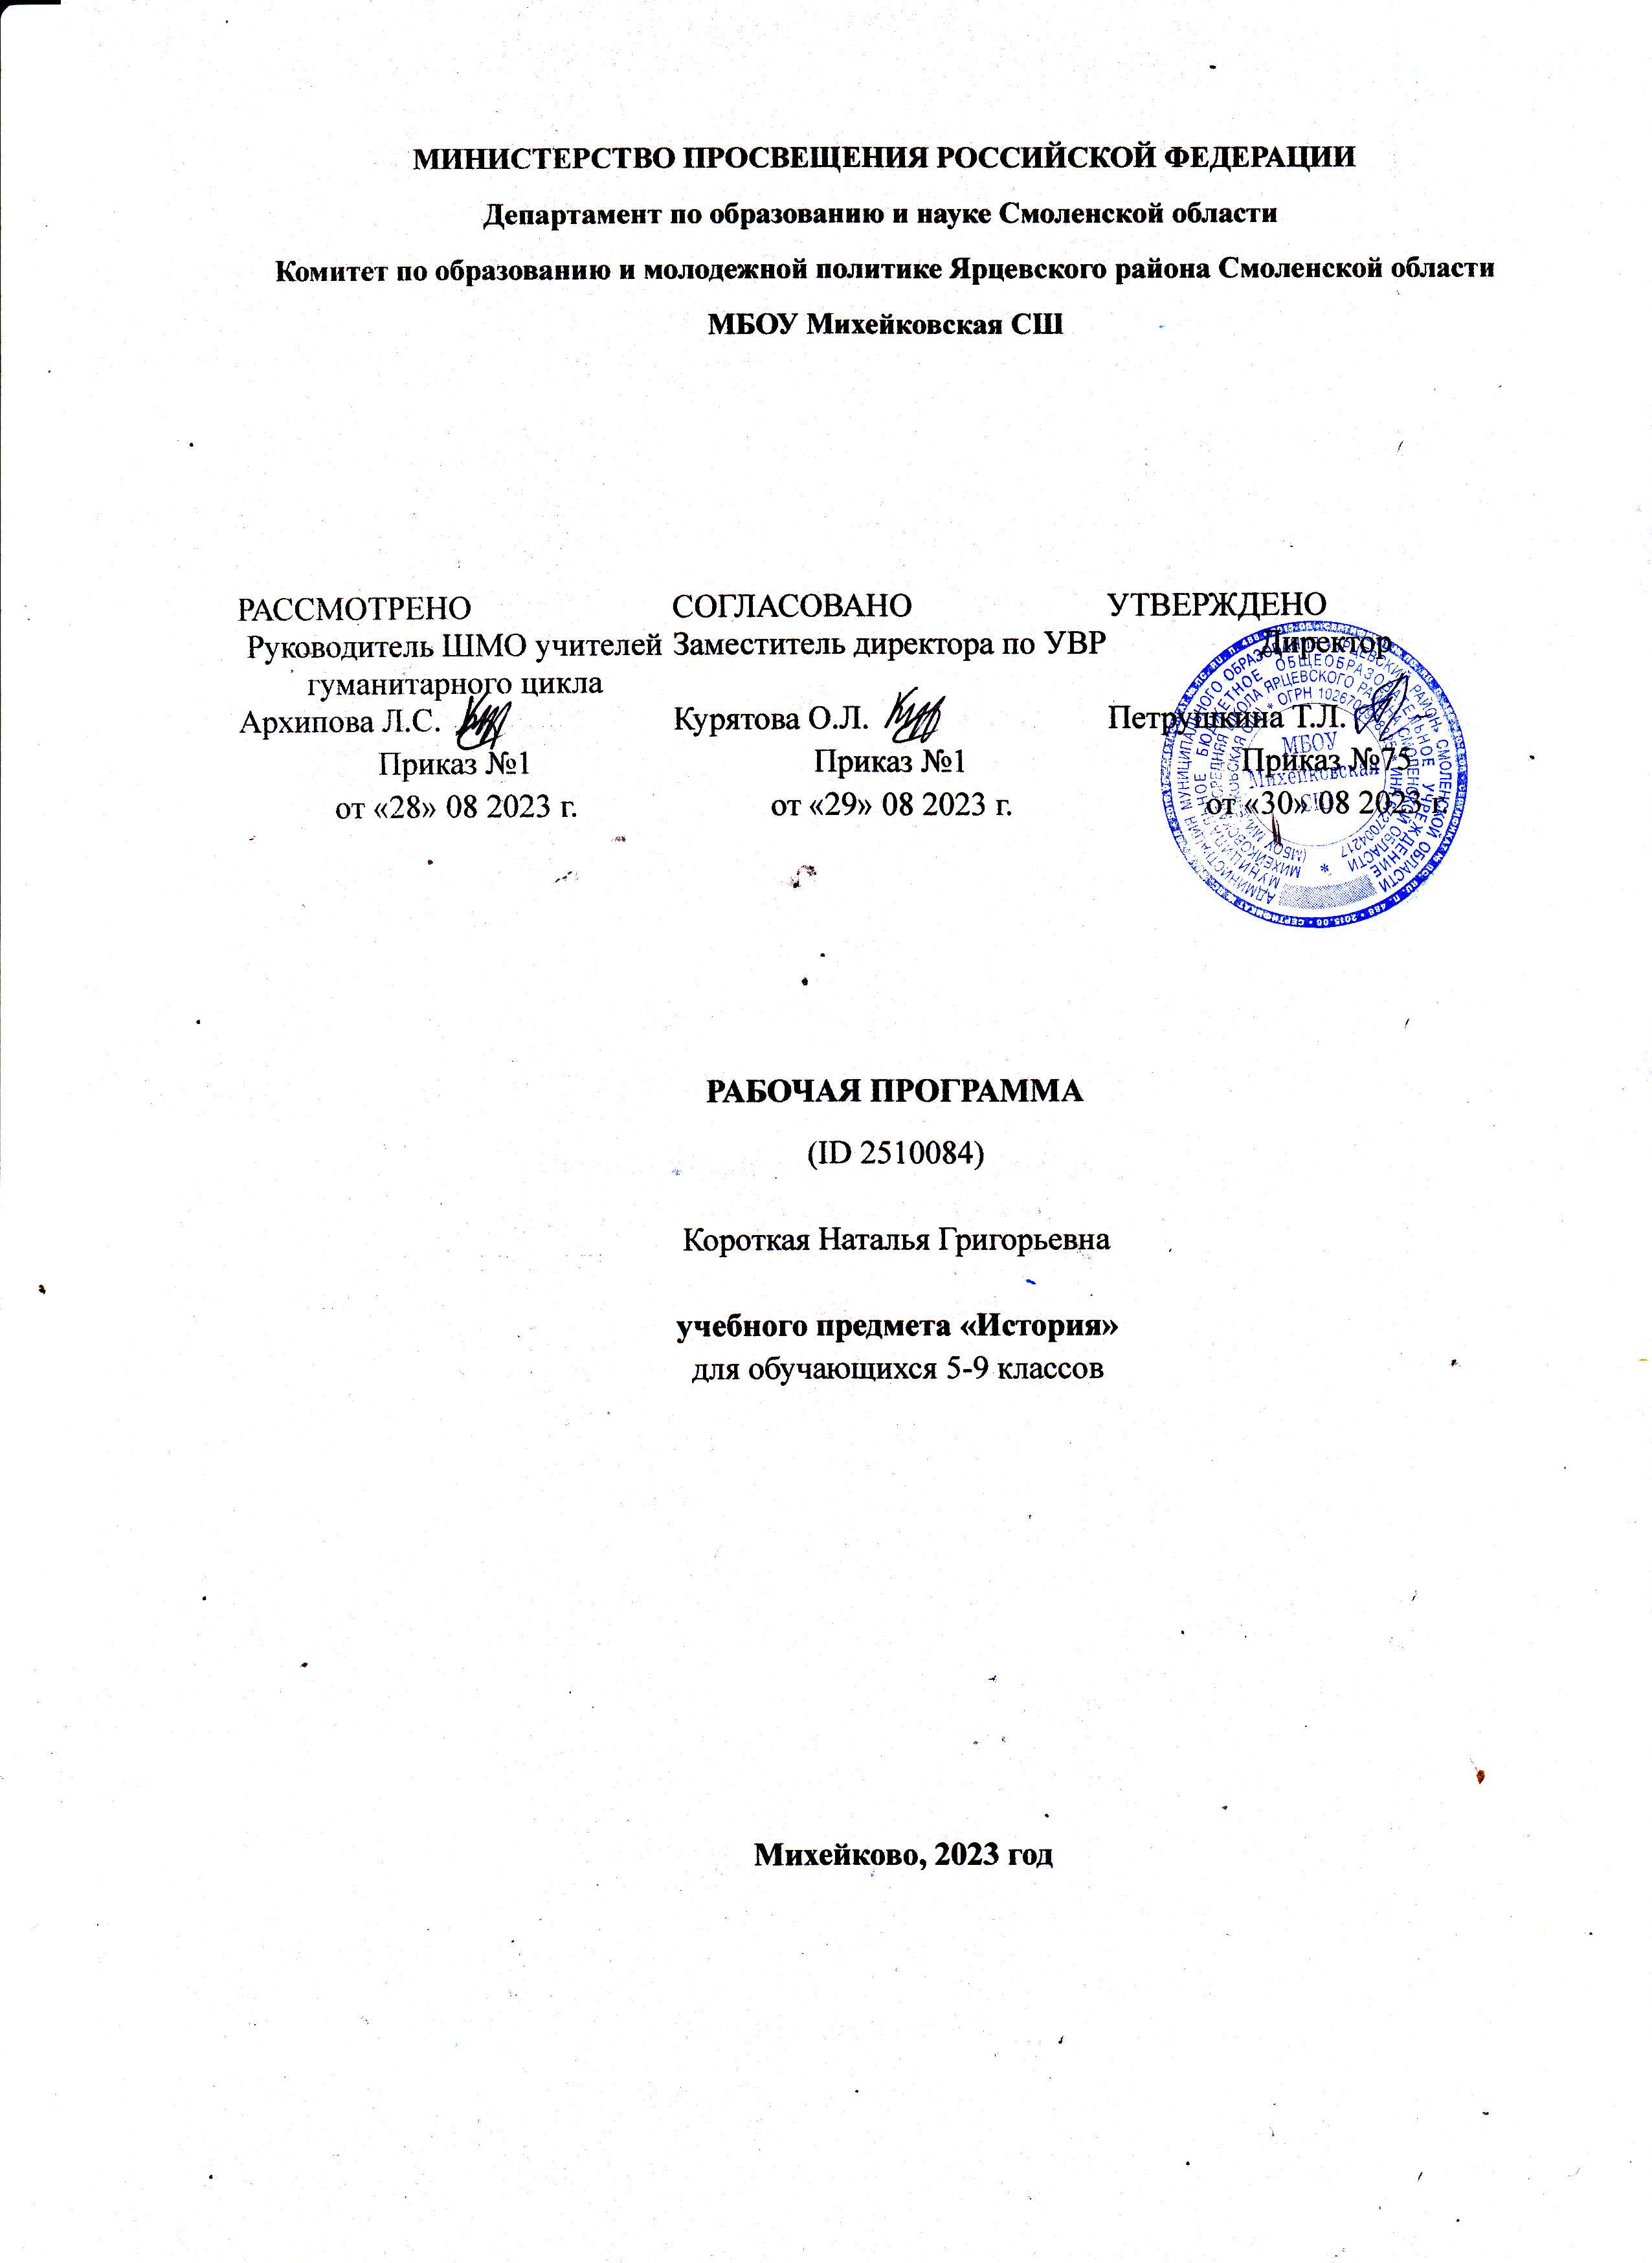 МИНИСТЕРСТВО ПРОСВЕЩЕНИЯ РОССИЙСКОЙ ФЕДЕРАЦИИ
Департамент по образованию и науке Смоленской области
Комитет по образованию и молодежной политике Ярцевского района Смоленской области
МБОУ Михейковская СШ
РАССМОТРЕНО
Руководитель ШМО учителей
гуманитарного цикла
Архипова Л.С.
Приказ №1
от «28» 08 2023 г.
СОГЛАСОВАНО
Заместитель директора по УВР
Курятова О.Л.
Приказ №1
от «29» 08 2023 г.
УТВЕРЖДЕНО
Директор
Петрушкина Т.Л.
Приказ №75
от «30» 08 2023 г.
МБОУ
Михейковская
СШ
РАБОЧАЯ ПРОГРАММА
(ID 2510084)
Короткая Наталья Григорьевна
учебного предмета «История»
для обучающихся 5-9 классов
Михейково, 2023 год